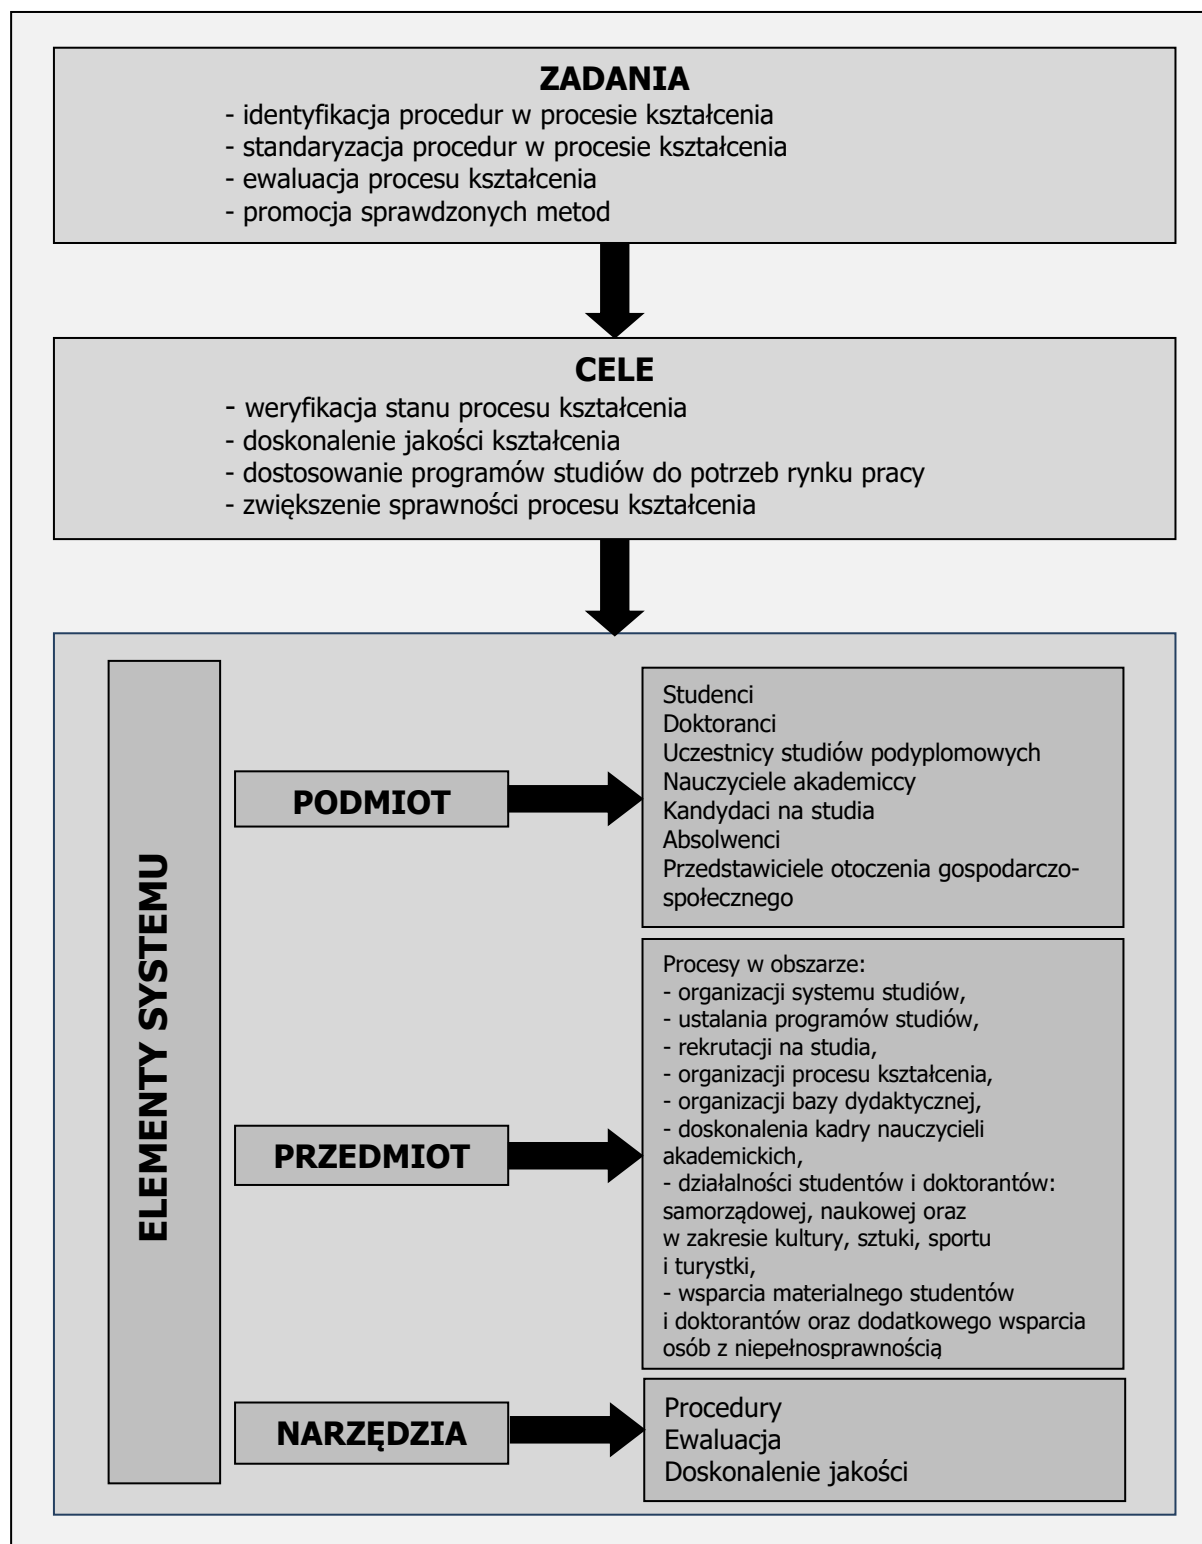 ZADANIA
- identyfikacja procedur w procesie kształcenia
- standaryzacja procedur w procesie kształcenia
- ewaluacja procesu kształcenia
- promocja sprawdzonych metod
CELE
- weryfikacja stanu procesu kształcenia
- doskonalenie jakości kształcenia
- dostosowanie programów studiów do potrzeb rynku pracy
- zwiększenie sprawności procesu kształcenia
ELEMENTY SYSTEMU
PODMIOT
Studenci
Doktoranci
Uczestnicy studiów podyplomowych
Nauczyciele akademiccy
Kandydaci na studia
Absolwenci
Przedstawiciele otoczenia gospodarczo-
społecznego
PRZEDMIOT
Procesy w obszarze:
- organizacji systemu studiów,
- ustalania programów studiów,
- rekrutacji na studia,
- organizacji procesu kształcenia,
- organizacji bazy dydaktycznej,
- doskonalenia kadry nauczycieli
akademickich,
- działalności studentów i doktorantów:
samorządowej, naukowej oraz
w zakresie kultury, sztuki, sportu
i turystki,
- wsparcia materialnego studentów
i doktorantów oraz dodatkowego wsparcia
osób z niepełnosprawnością
NARZĘDZIA
Procedury
Ewaluacja
Doskonalenie jakości